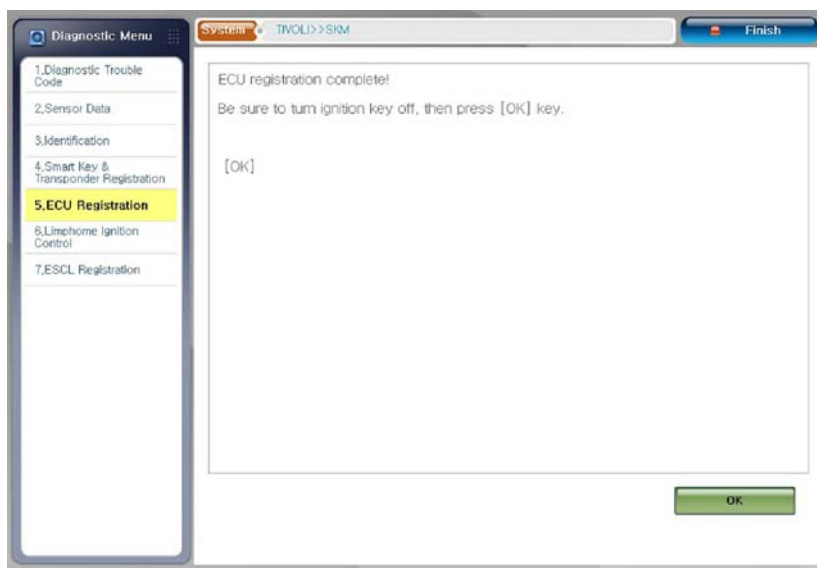 Diagnostic Menu
System
TIVOLI>>SKM
Finish
1.Diagnostic Trouble
Code
2.Sensor Data
3.Identification
4.Smart Key &
Transponder Registration
5.ECU Registration
6.Limphome Ignition
Control
7.ESCL Registration
ECU registration complete!
Be sure to turn ignition key off, then press [OK] key.
[OK]
OK